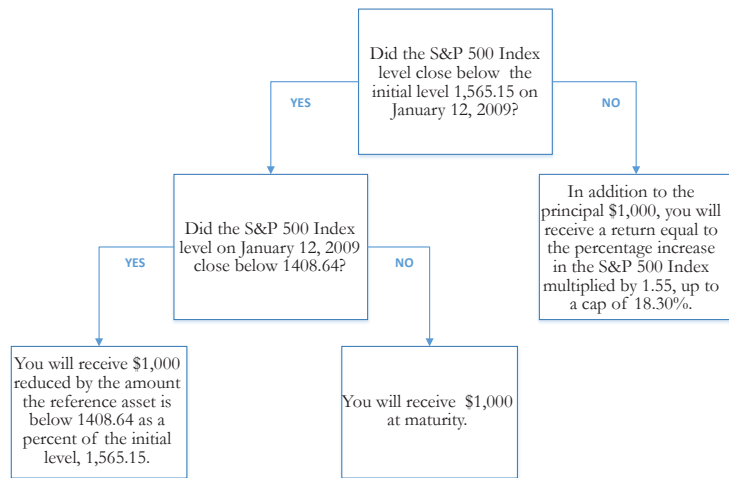 Did the S&P 500 Index
level close below the
initial level 1,565.15 on
January 12, 2009?
YES
NO
Did the S&P 500 Index
level on January 12, 2009
close below 1408.64?
In addition to the
principal $1,000, you will
receive a return equal to
the percentage increase
in the S&P 500 Index
multiplied by 1.55, up to
a cap of 18.30%.
YES
NO
You will receive $1,000
reduced by the amount
the reference asset is
below 1408.64 as a
percent of the initial
level, 1,565.15.
You will receive $1,000
at maturity.